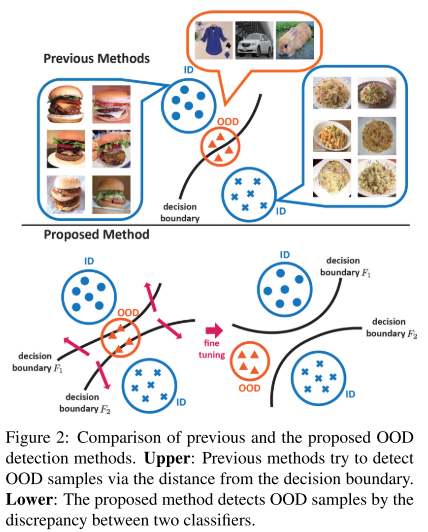 Previous Methods
ID
OOD
decision
boundary
ID
Proposed Method
ID
OOD
decision
boundary F1
decision
boundary F2
ID
fine
tuning
ID
decision
boundary F1
decision
boundary F2
OOD
ID
Figure 2: Comparison of previous and the proposed OOD
detection methods. Upper: Previous methods try to detect
OOD samples via the distance from the decision boundary.
Lower: The proposed method detects OOD samples by the
discrepancy between two classifiers.